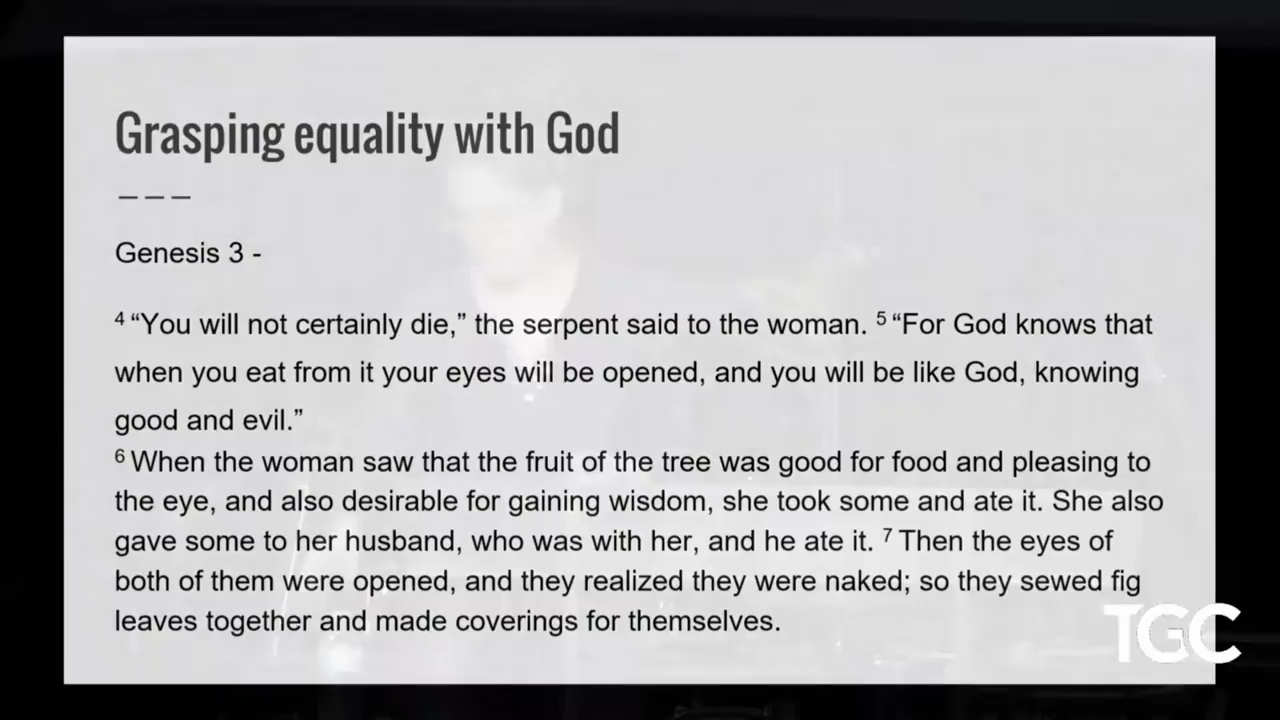 Grasping equality with God
Genesis 3 -
4 “You will not certainly die,” the serpent said to the woman. 5 “For God knows that
when you eat from it your eyes will be opened, and you will be like God, knowing
good and evil.”
6 When the woman saw that the fruit of the tree was good for food and pleasing to
the eye, and also desirable for gaining wisdom, she took some and ate it. She also
gave some to her husband, who was with her, and he ate it. 7 Then the eyes of
both of them were opened, and they realized they were naked; so they sewed fig
leaves together and made coverings for themselves.
TGC